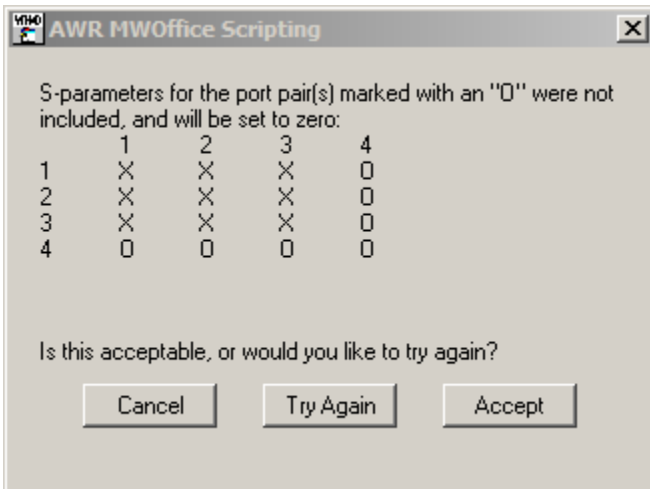 AWR MWOffice Scripting
S-parameters for the port pair(s) marked with an "O" were not
included, and will be set to zero:
1 2 3 4
1 X X X O
2 X X X O
3 X X X O
4 O O O O
Is this acceptable, or would you like to try again?
Cancel Try Again Accept